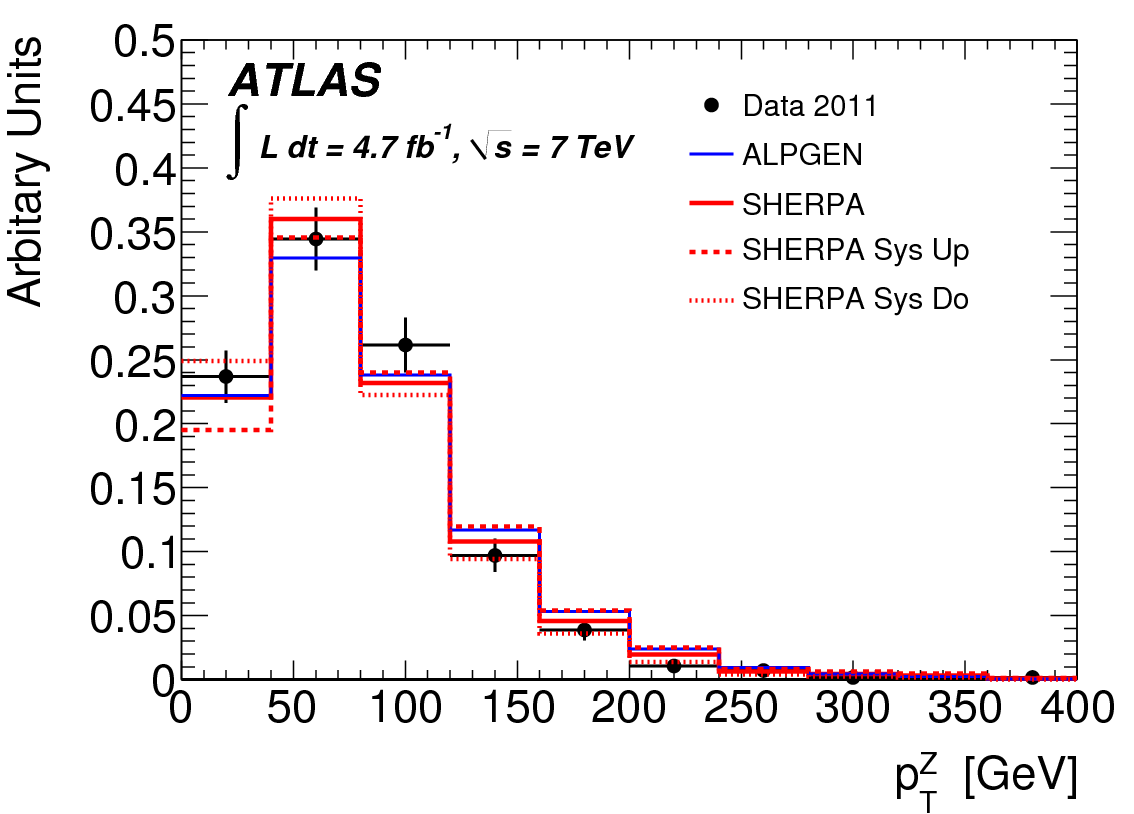 Arbitary Units
0.5
0.45
0.4
0.35
0.3
0.25
0.2
0.15
0.1
0.05
0
ATLAS
∫ L dt = 4.7 fb⁻¹, √s = 7 TeV
Data 2011
ALPGEN
SHERPA
SHERPA Sys Up
SHERPA Sys Do
0 50 100 150 200 250 300 350 400
p_T^Z [GeV]